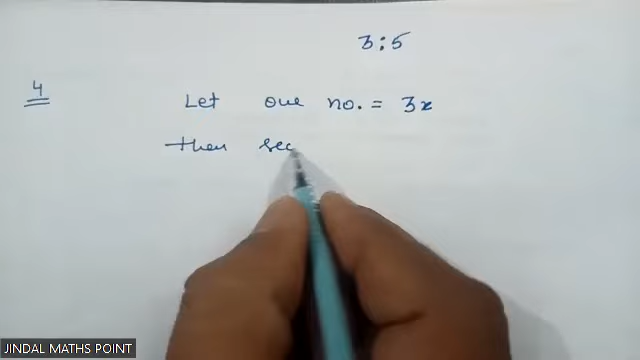 3:5
4
Let one no. = 3x
then sec
JINDAL MATHS POINT